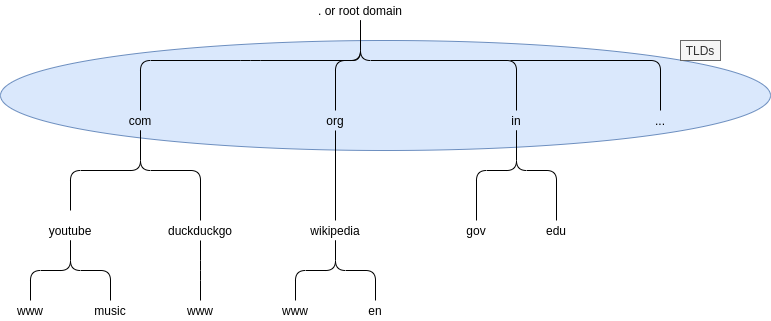 . or root domain
TLDs
com org in ...
youtube duckduckgo wikipedia gov edu
www music www www en